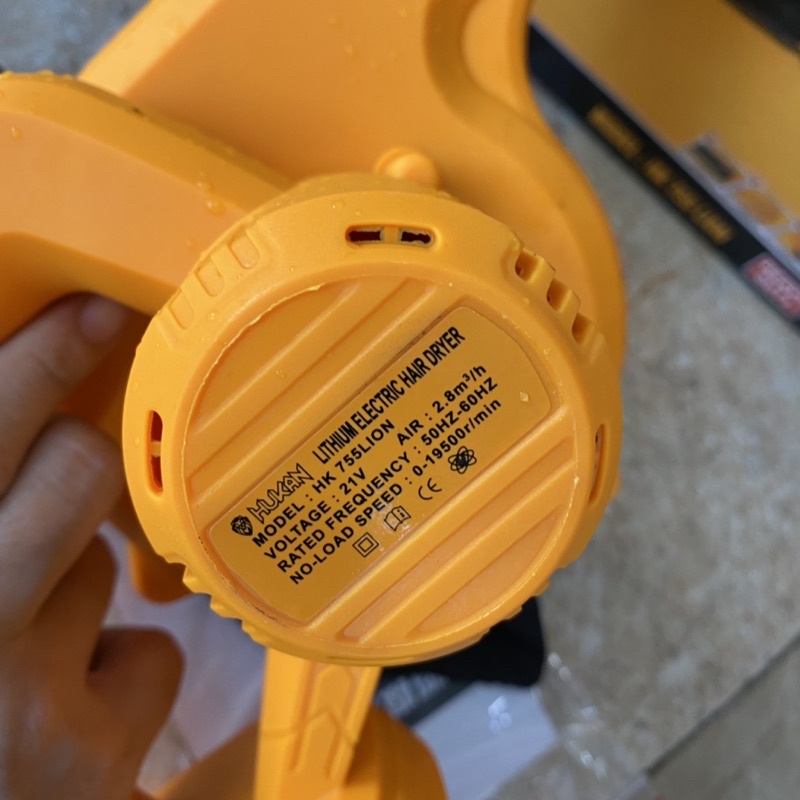 HUKAN LITHIUM ELECTRIC HAIR DRYER
MODEL : HK 755LION AIR : 2.8m³/h
VOLTAGE : 21V
RATED FREQUENCY : 50HZ-60HZ
NO-LOAD SPEED : 0-19500r/min
CE